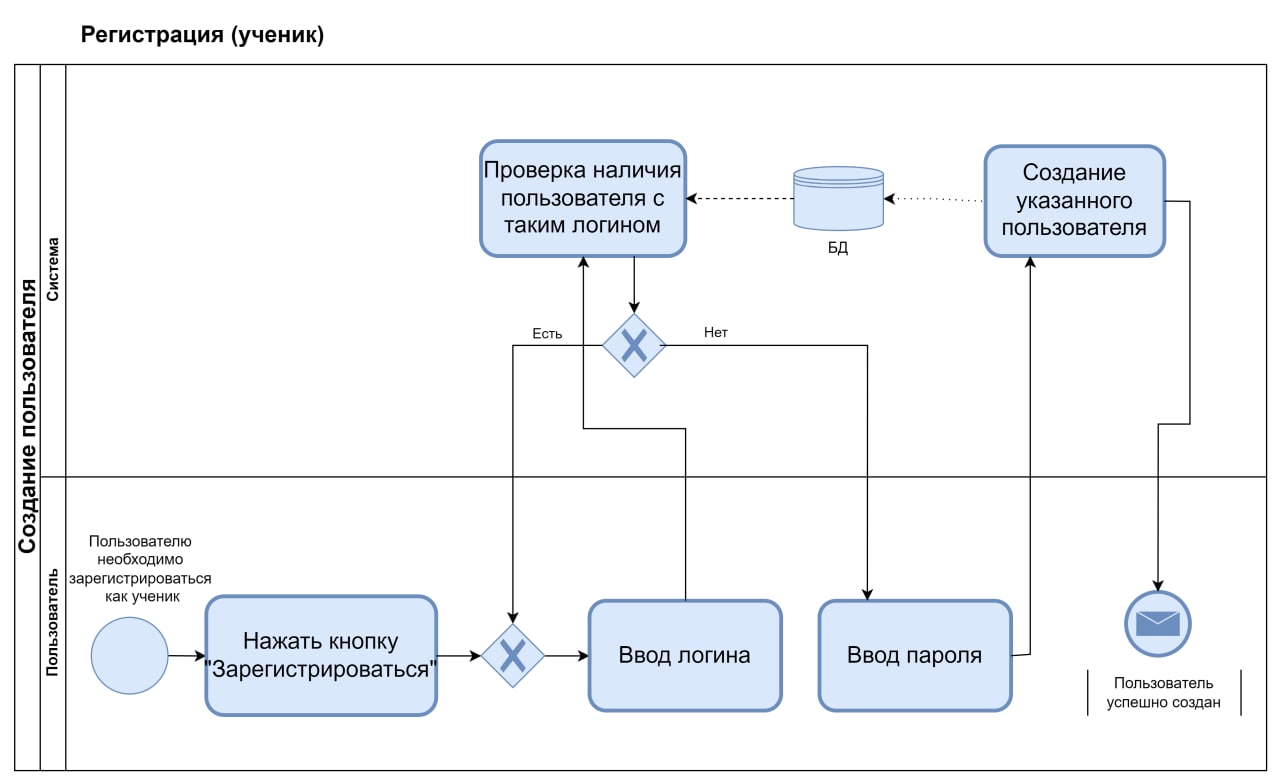 Регистрация (ученик)
Создание пользователя
Система
Проверка наличия
пользователя с
таким логином
БД
Создание
указанного
пользователя
Есть
Нет
Пользователь
Пользователю
необходимо
зарегистрироваться
как ученик
Нажать кнопку
"Зарегистрироваться"
Ввод логина
Ввод пароля
Пользователь
успешно создан